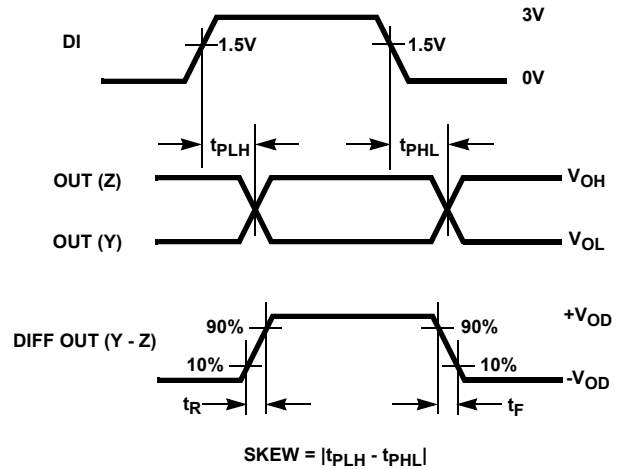 3V
DI
1.5V
1.5V
0V
tPLH
tPHL
OUT (Z)
VOH
OUT (Y)
VOL
+VOD
90%
90%
DIFF OUT (Y - Z)
10%
10%
-VOD
tR
tF
SKEW = |tPLH - tPHL|